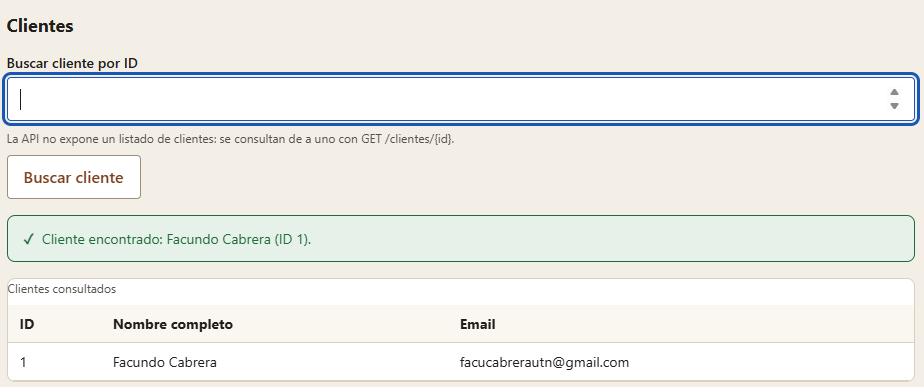 Clientes
Buscar cliente por ID
La API no expone un listado de clientes: se consultan de a uno con GET /clientes/{id}.
Buscar cliente
✓ Cliente encontrado: Facundo Cabrera (ID 1).
Clientes consultados
ID Nombre completo Email
1 Facundo Cabrera facucabrerautn@gmail.com